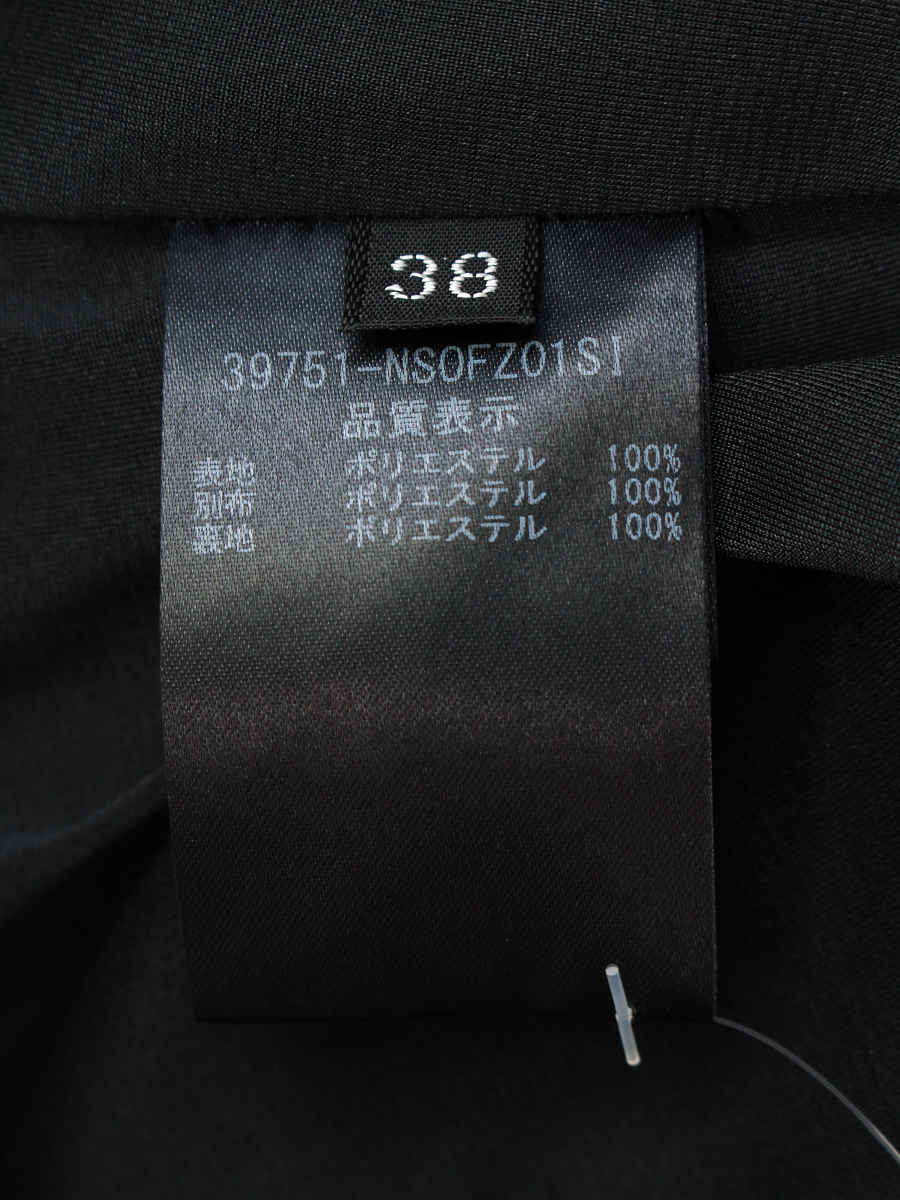 38
39751-NSOFZ01SI
品質表示
表地 ポリエステル 100%
別布 ポリエステル 100%
裏地 ポリエステル 100%